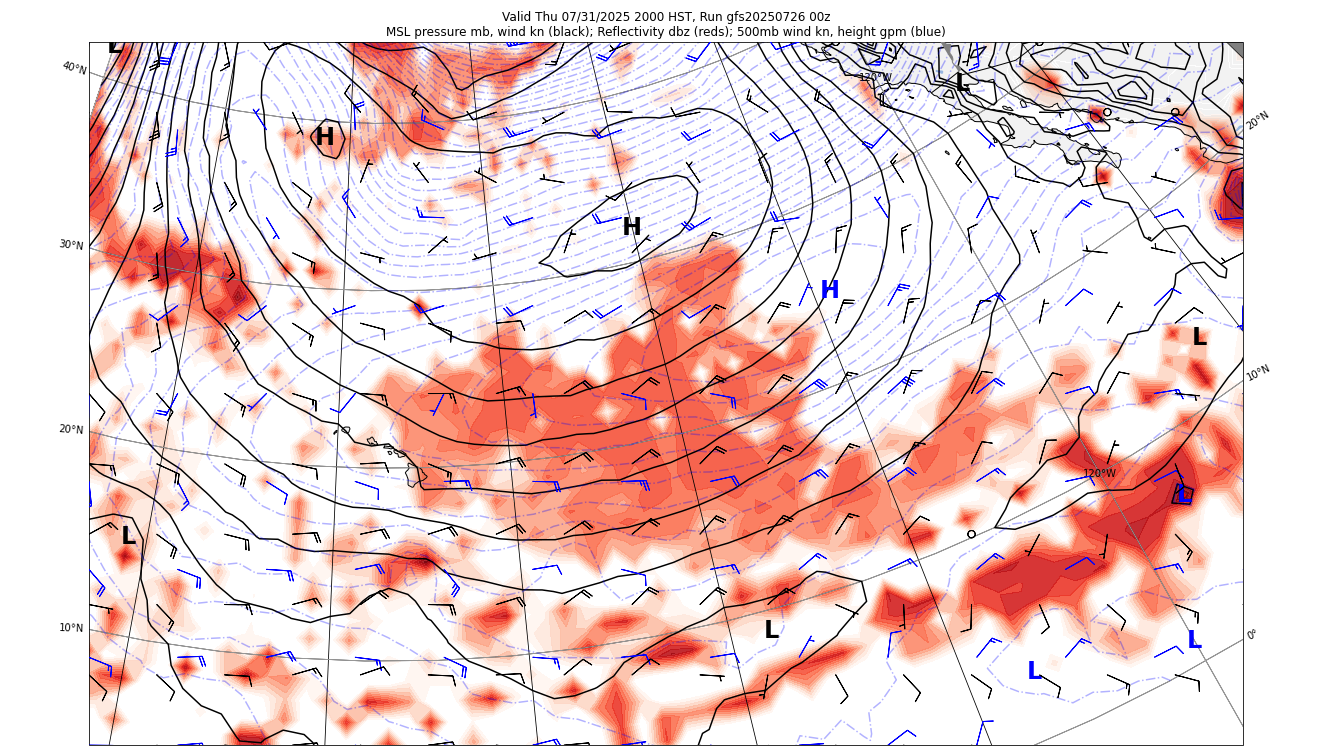 Valid Thu 07/31/2025 2000 HST, Run gfs20250726 00z
MSL pressure mb, wind kn (black); Reflectivity dbz (reds); 500mb wind kn, height gpm (blue)
L
40°N
120°W
L
20°N
H
H
30°N
H
L
10°N
20°N
120°W
L
L
10°N
L
0°
L
L